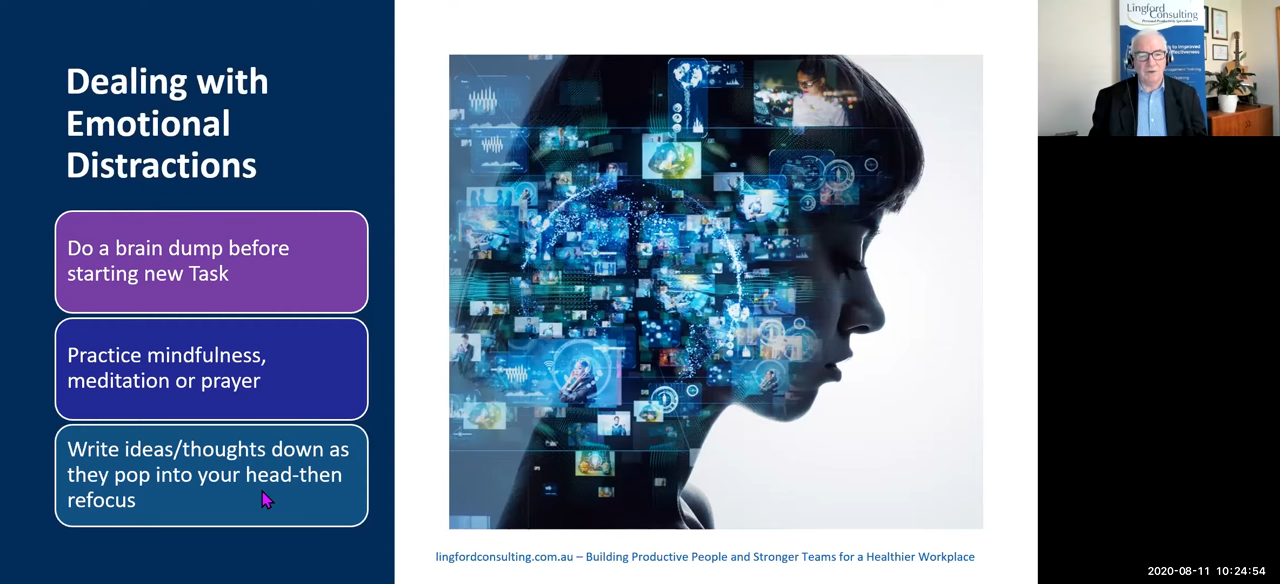 Dealing with
Emotional
Distractions
Do a brain dump before
starting new Task
Practice mindfulness,
meditation or prayer
Write ideas/thoughts down as
they pop into your head-then
refocus
lingfordconsulting.com.au – Building Productive People and Stronger Teams for a Healthier Workplace
Lingford
Consulting
2020-08-11 10:24:54